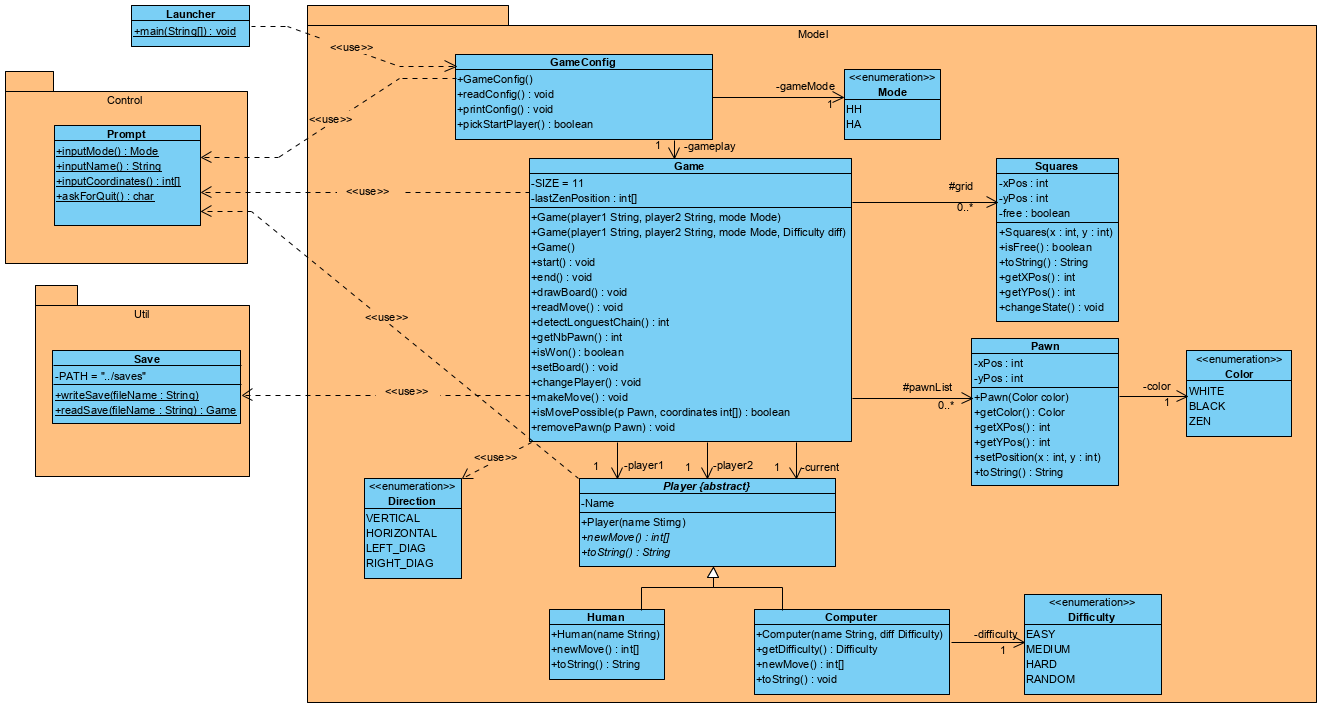 Launcher
+main(String[]) : void
<<use>>
Model
GameConfig
+GameConfig()
+readConfig() : void
+printConfig() : void
+pickStartPlayer() : boolean
-gameMode
1
<<enumeration>>
Mode
HH
HA
Control
Prompt
+inputMode() : Mode
+inputName() : String
+inputCoordinates() : int[]
+askForQuit() : char
<<use>>
1
-gameplay
<<use>>
Game
-SIZE = 11
-lastZenPosition : int[]
+Game(player1 String, player2 String, mode Mode)
+Game(player1 String, player2 String, mode Mode, Difficulty diff)
+Game()
+start() : void
+end() : void
+drawBoard() : void
+readMove() : void
+detectLonguestChain() : int
+getNbPawn() : int
+isWon() : boolean
+setBoard() : void
+changePlayer() : void
+makeMove() : void
+isMovePossible(p Pawn, coordinates int[]) : boolean
+removePawn(p Pawn) : void
#grid
0..*
Squares
-xPos : int
-yPos : int
-free : boolean
+Squares(x : int, y : int)
+isFree() : boolean
+toString() : String
+getXPos() : int
+getYPos() : int
+changeState() : void
<<use>>
Util
Save
-PATH = "../saves"
+writeSave(fileName : String)
+readSave(fileName : String) : Game
<<use>>
#pawnList
0..*
Pawn
-xPos : int
-yPos : int
+Pawn(Color color)
+getColor() : Color
+getXPos() : int
+getYPos() : int
+setPosition(x : int, y : int)
+toString() : String
-color
1
<<enumeration>>
Color
WHITE
BLACK
ZEN
<<use>>
1
-player1
1
-player2
1
-current
<<enumeration>>
Direction
VERTICAL
HORIZONTAL
LEFT_DIAG
RIGHT_DIAG
Player {abstract}
-Name
+Player(name Stirng)
+newMove() : int[]
+toString() : String
Human
+Human(name String)
+newMove() : int[]
+toString() : String
Computer
+Computer(name String, diff Difficulty)
+getDifficulty() : Difficulty
+newMove() : int[]
+toString() : void
-difficulty
1
<<enumeration>>
Difficulty
EASY
MEDIUM
HARD
RANDOM